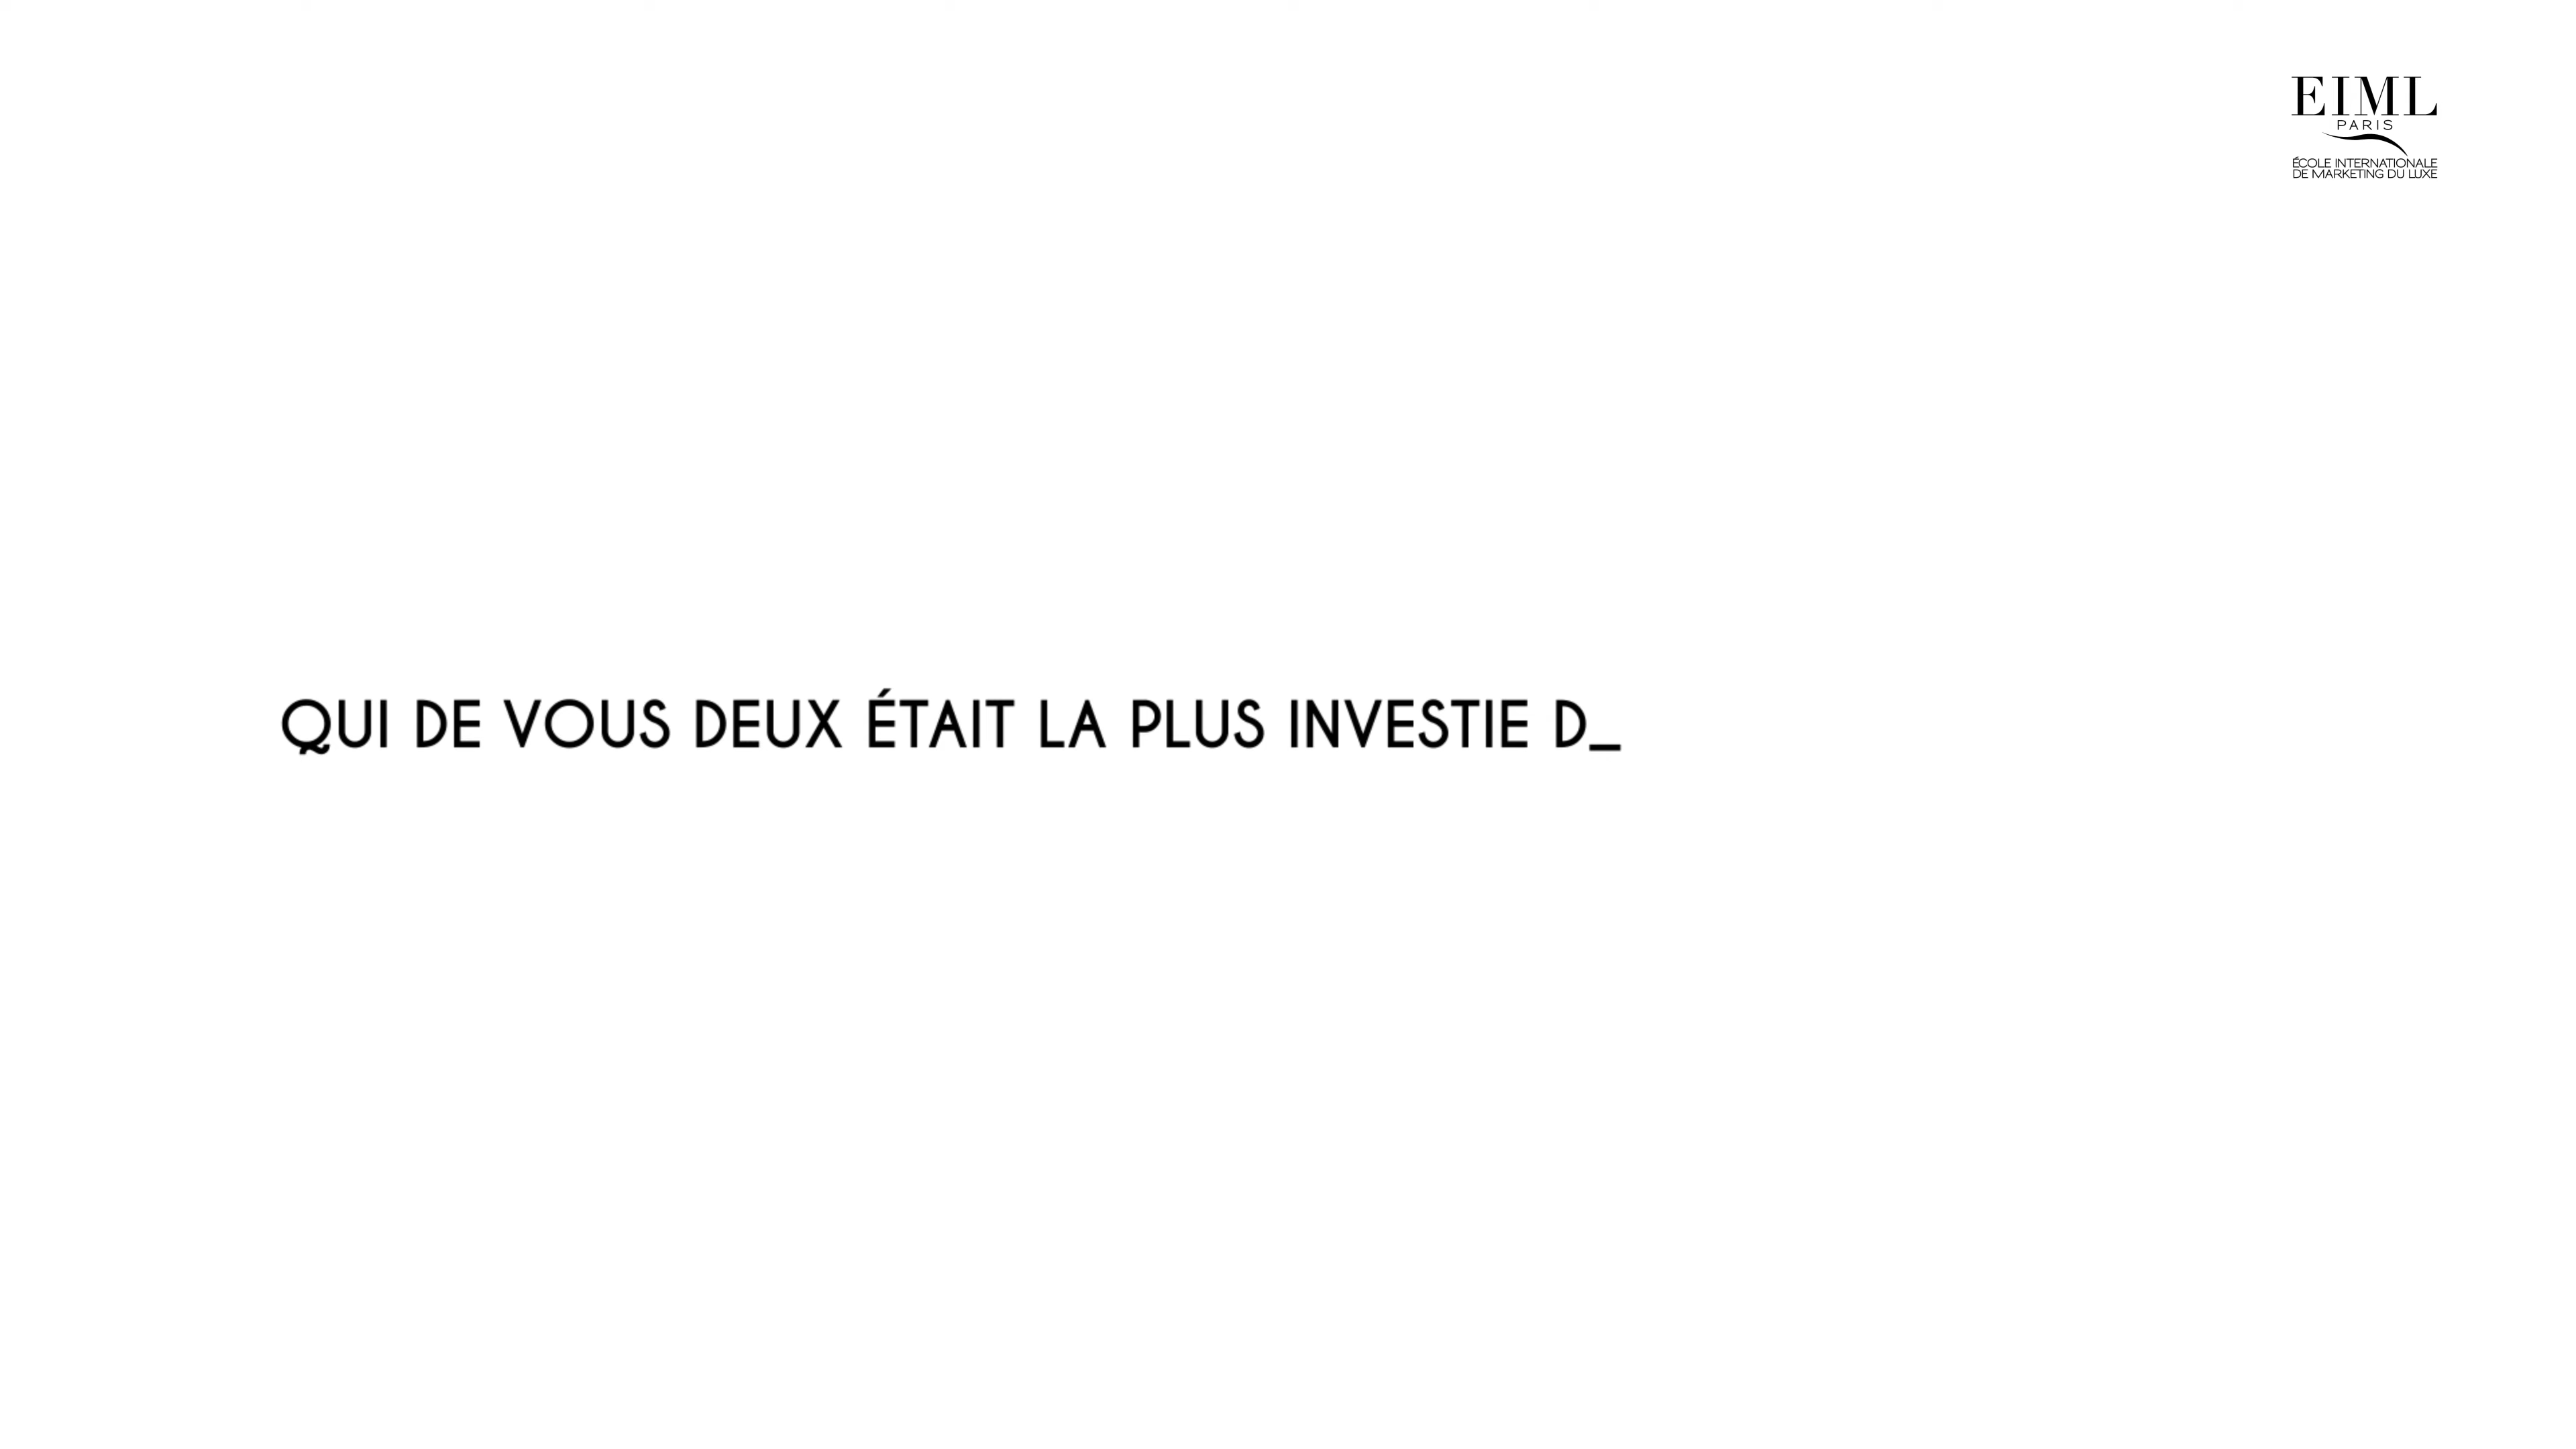 EIML
PARIS
ÉCOLE INTERNATIONALE
DE MARKETING DU LUXE
QUI DE VOUS DEUX ÉTAIT LA PLUS INVESTIE D_